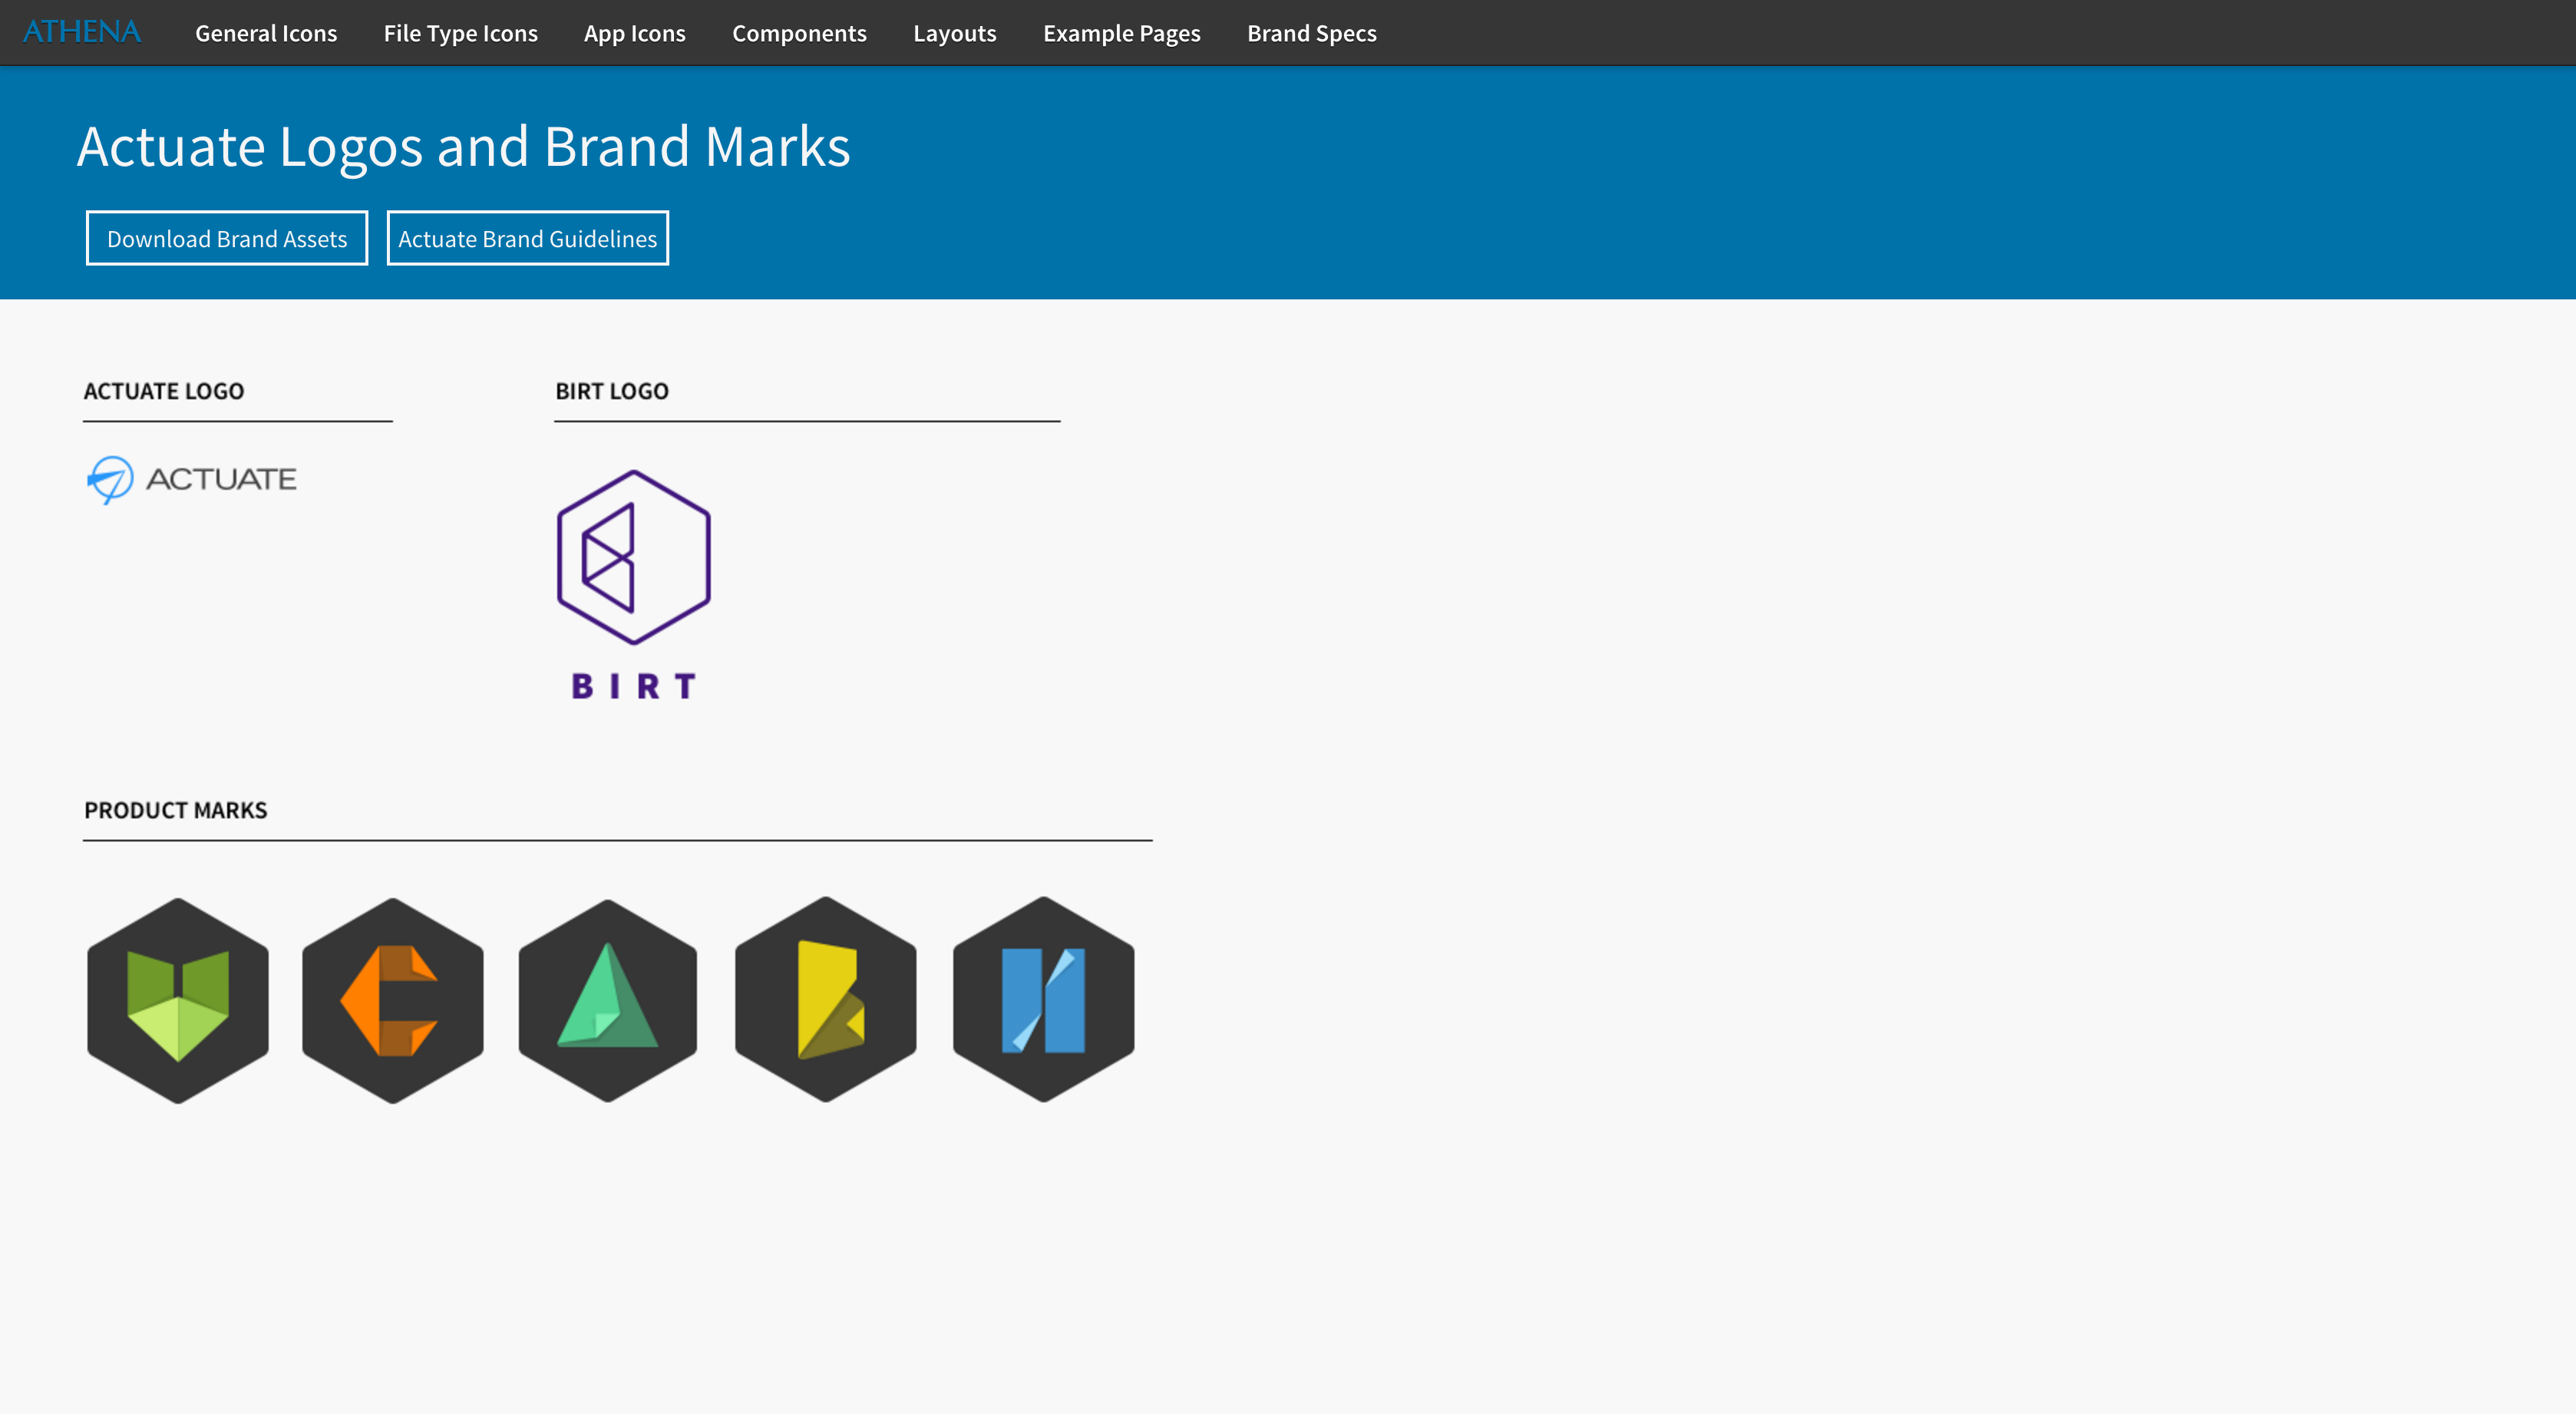 ATHENA General Icons File Type Icons App Icons Components Layouts Example Pages Brand Specs
Actuate Logos and Brand Marks
Download Brand Assets Actuate Brand Guidelines
ACTUATE LOGO BIRT LOGO
ACTUATE
BIRT
PRODUCT MARKS